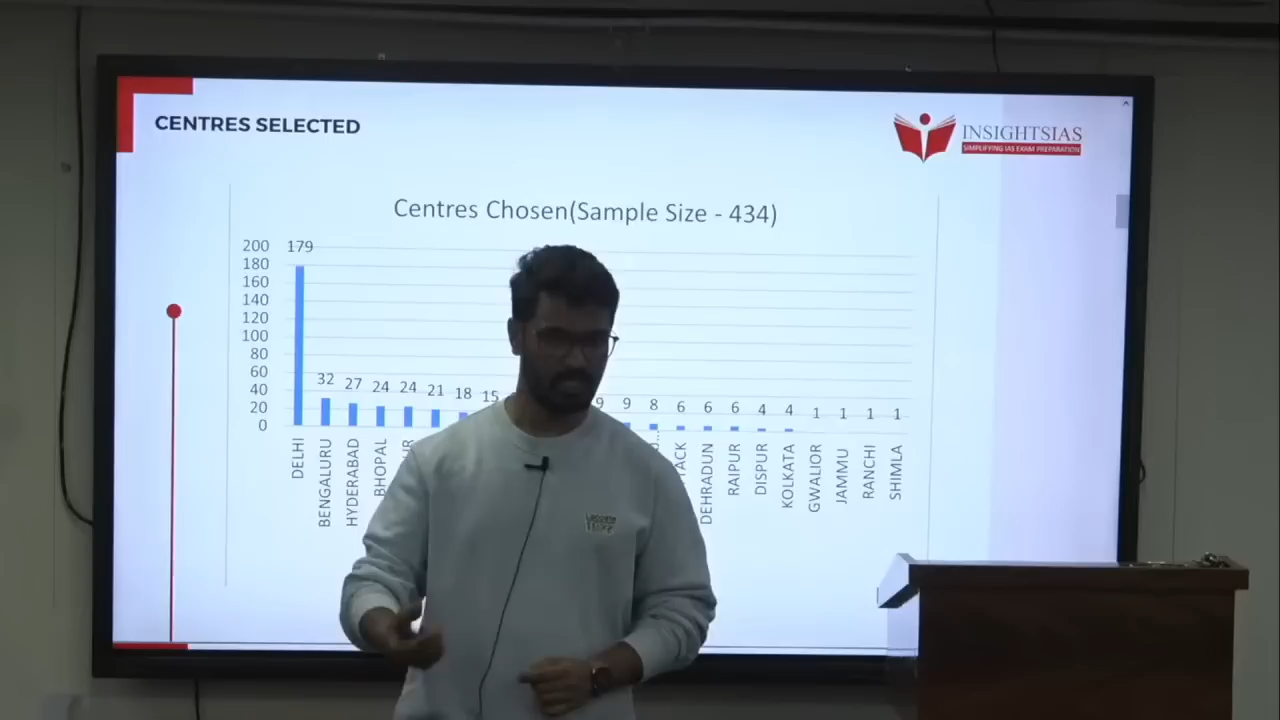 CENTRES SELECTED
INSIGHTSIAS
SIMPLIFYING IAS EXAM PREPARATION
Centres Chosen(Sample Size - 434)
200
180
160
140
120
100
80
60
40
20
0
179 32 27 24 24 21 18 15 9 9 8 6 6 6 4 4 1 1 1 1
DELHI
BENGALURU
HYDERABAD
BHOPAL
DEHRADUN
RAIPUR
DISPUR
KOLKATA
GWALIOR
JAMMU
RANCHI
SHIMLA